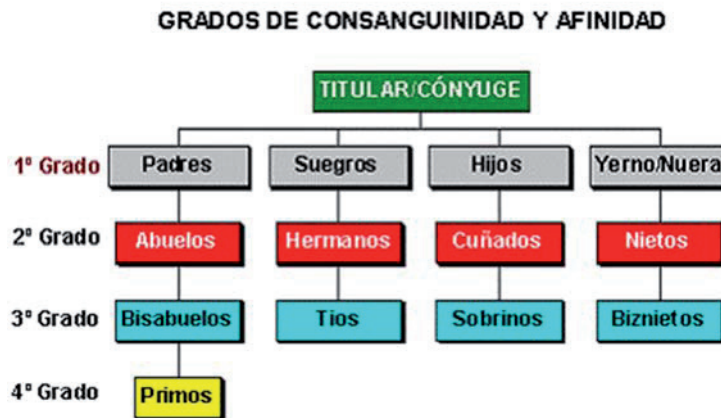 GRADOS DE CONSANGUINIDAD Y AFINIDAD
TITULAR/CÓNYUGE
1º Grado Padres Suegros Hijos Yerno/Nuera
2º Grado Abuelos Hermanos Cuñados Nietos
3º Grado Bisabuelos Tios Sobrinos Biznietos
4º Grado Primos